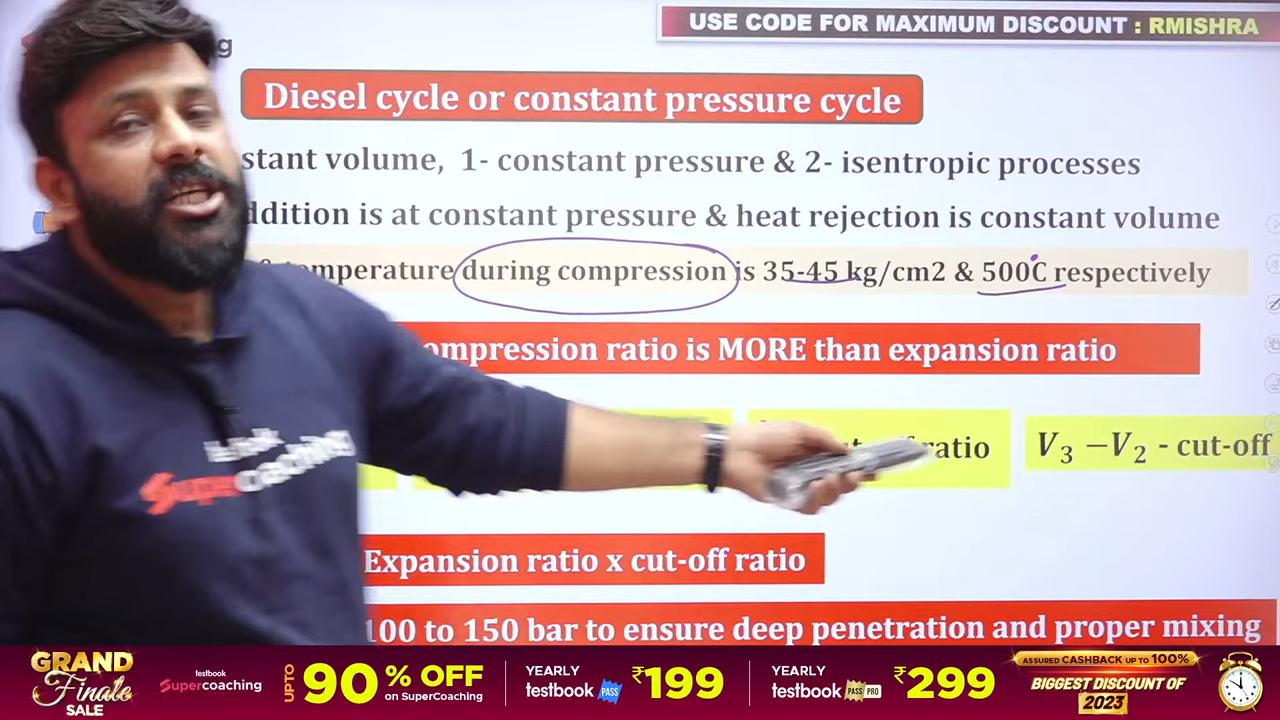 USE CODE FOR MAXIMUM DISCOUNT : RMISHRA
Diesel cycle or constant pressure cycle
stant volume, 1- constant pressure & 2- isentropic processes
ddition is at constant pressure & heat rejection is constant volume
mperature during compression is 35-45 kg/cm2 & 500C respectively
ompression ratio is MORE than expansion ratio
ratio
V₃ –V₂ - cut-off
Expansion ratio x cut-off ratio
100 to 150 bar to ensure deep penetration and proper mixing
Supercoaching
GRAND
Finale
SALE
testbook
Supercoaching
UPTO 90% OFF
on SuperCoaching
YEARLY
testbook PASS
₹199
YEARLY
testbook PASS PRO
₹299
ASSURED CASHBACK UP TO 100%
BIGGEST DISCOUNT OF
2023